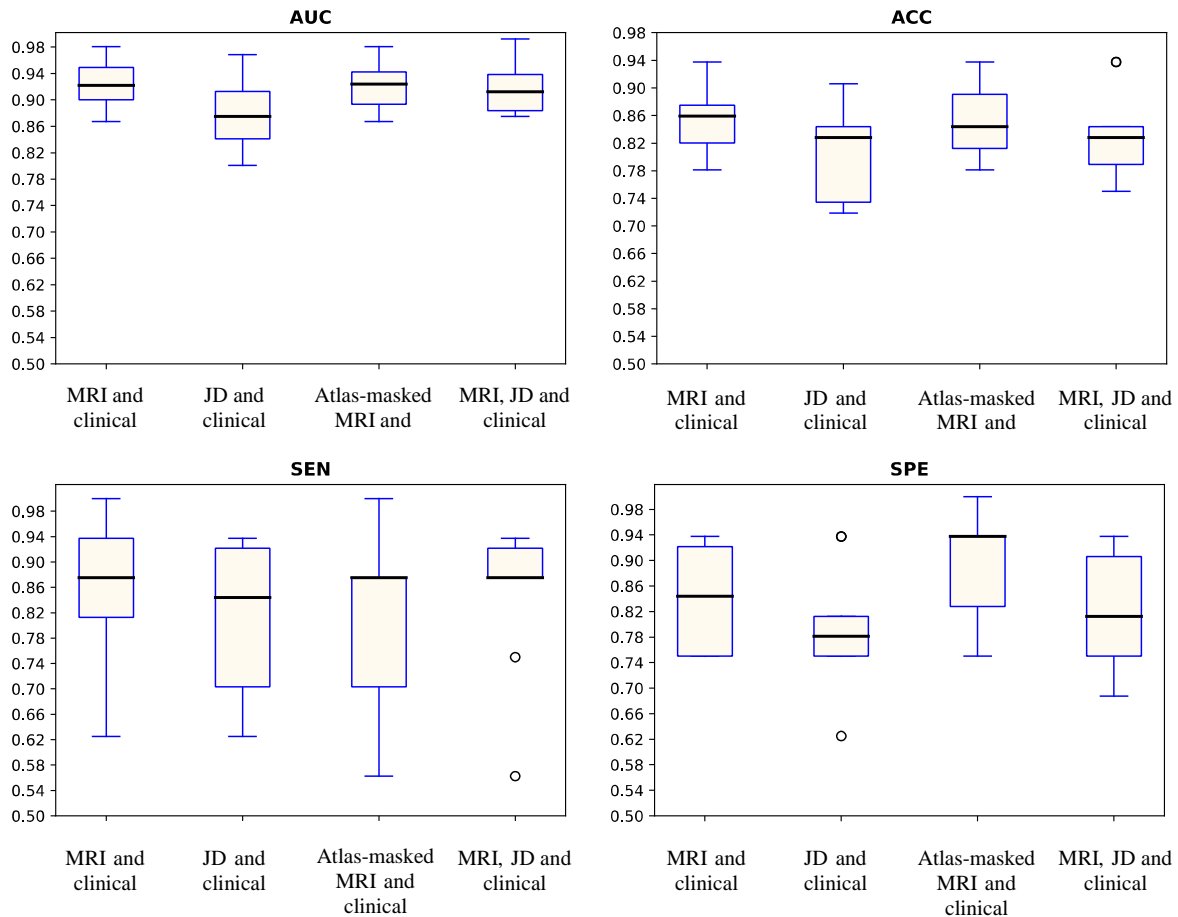 AUC
0.98
0.94
0.90
0.86
0.82
0.78
0.74
0.70
0.66
0.62
0.58
0.54
0.50
MRI and
clinical
JD and
clinical
Atlas-masked
MRI and
MRI, JD and
clinical
ACC
0.98
0.94
0.90
0.86
0.82
0.78
0.74
0.70
0.66
0.62
0.58
0.54
0.50
MRI and
clinical
JD and
clinical
Atlas-masked
MRI and
MRI, JD and
clinical
SEN
0.98
0.94
0.90
0.86
0.82
0.78
0.74
0.70
0.66
0.62
0.58
0.54
0.50
MRI and
clinical
JD and
clinical
Atlas-masked
MRI and
clinical
MRI, JD and
clinical
SPE
0.98
0.94
0.90
0.86
0.82
0.78
0.74
0.70
0.66
0.62
0.58
0.54
0.50
MRI and
clinical
JD and
clinical
Atlas-masked
MRI and
clinical
MRI, JD and
clinical